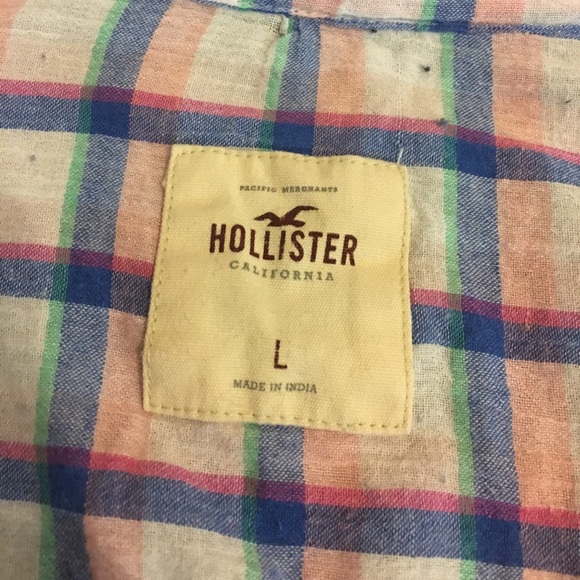 PACIFIC MERCHANTS
HOLLISTER
CALIFORNIA
L
MADE IN INDIA